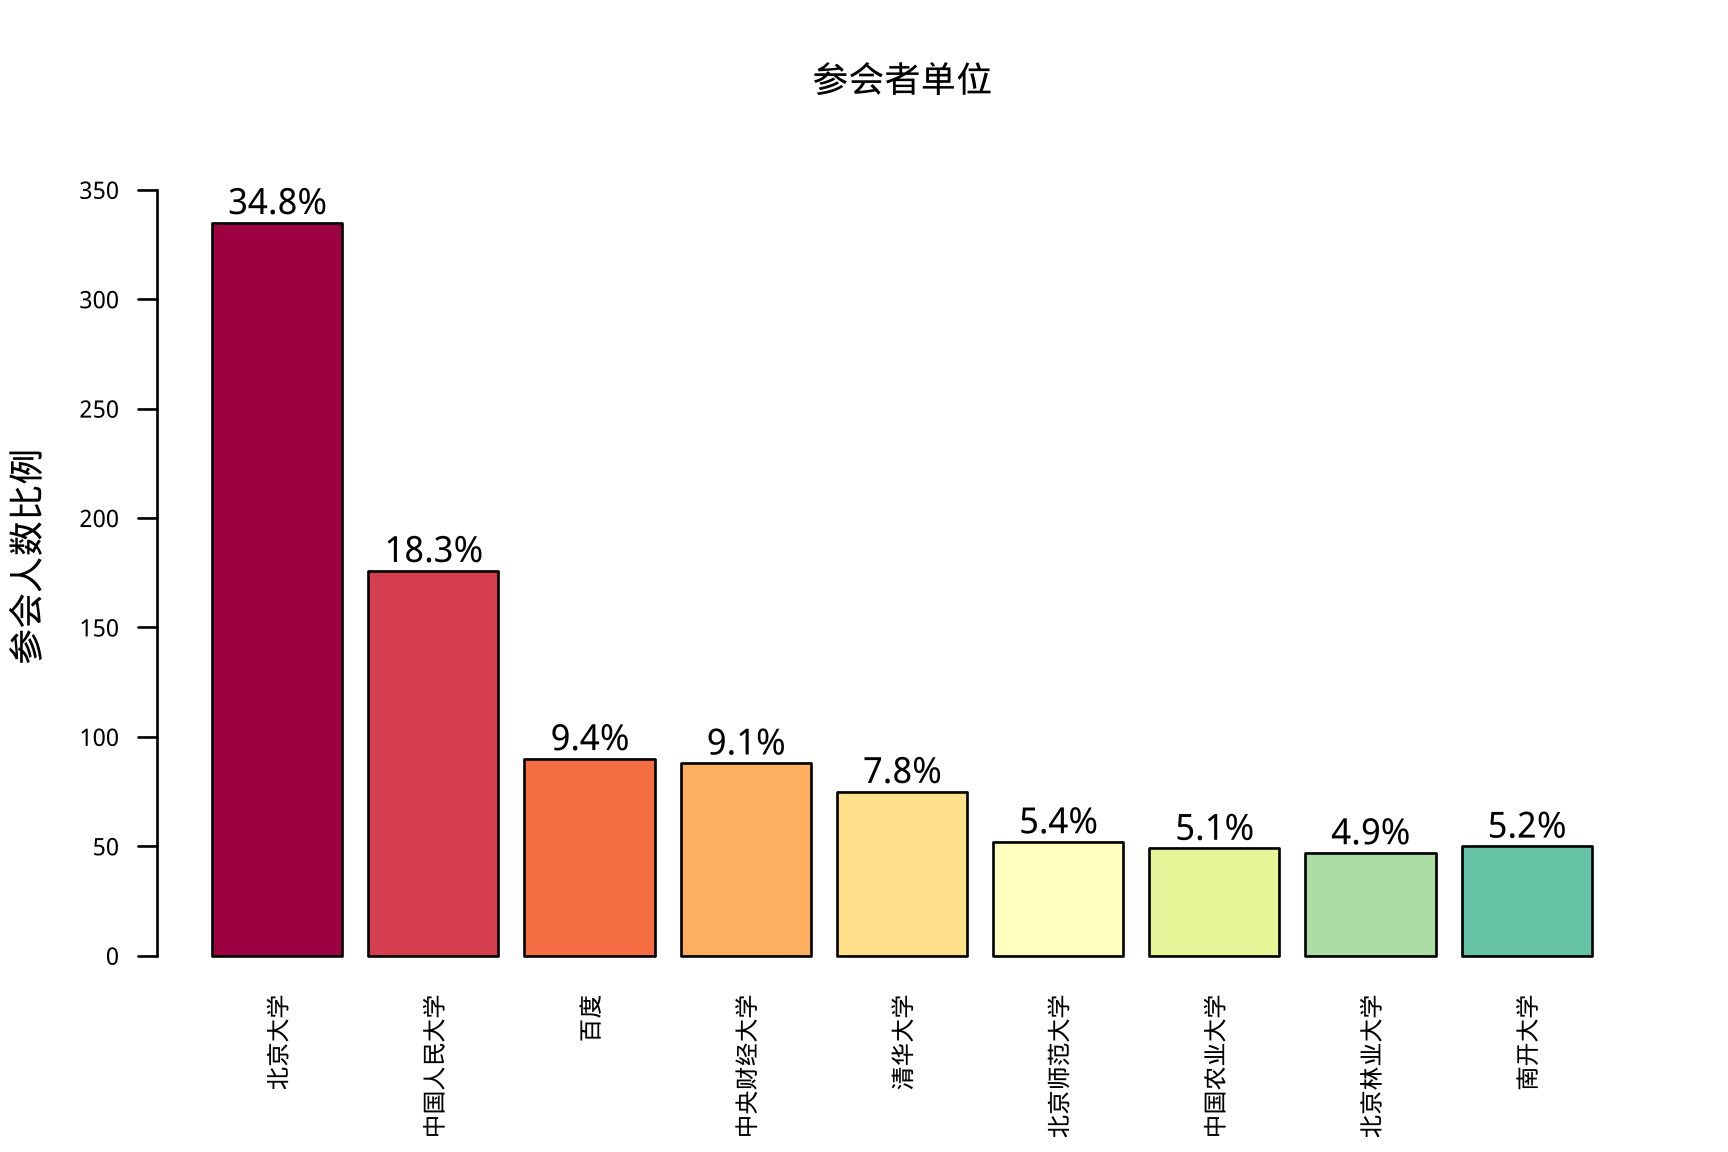 参会者单位
参会人数比例
350
300
250
200
150
100
50
0
34.8%
18.3%
9.4%
9.1%
7.8%
5.4%
5.1%
4.9%
5.2%
北京大学
中国人民大学
百度
中央财经大学
清华大学
北京师范大学
中国农业大学
北京林业大学
南开大学